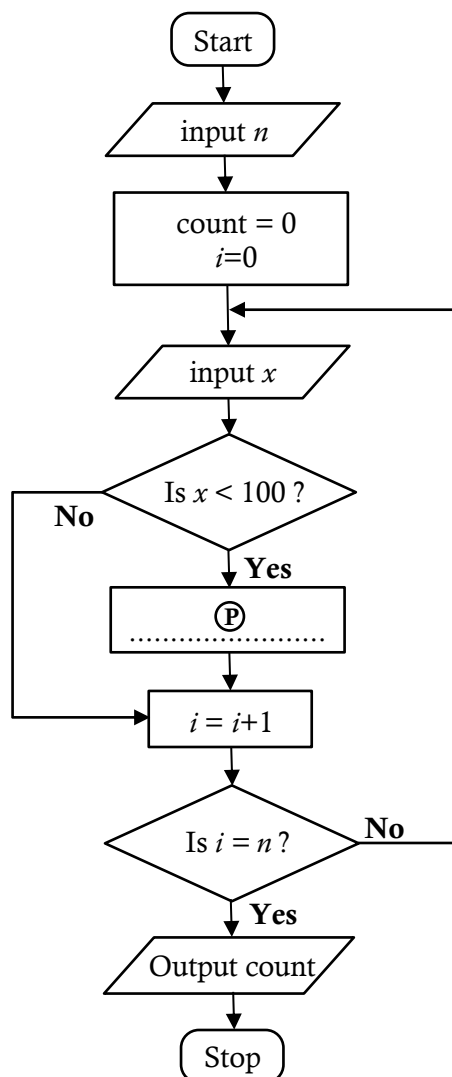 Start
input n
count = 0
i=0
input x
Is x < 100 ?
No
Yes
Ⓟ
........................
i = i+1
Is i = n ?
No
Yes
Output count
Stop